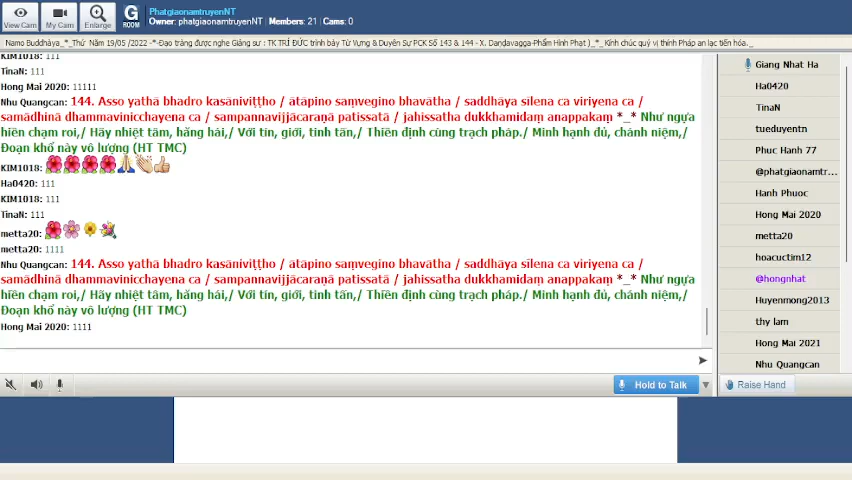 PhatgiaonamtruyenNT
Owner: phatgiaonamtruyenNT | Members: 21 | Cams: 0
View Cam
My Cam
Enlarge
G ROOM
Namo Buddhàya_*_Thứ Năm 19/05 /2022 -*-Đạo tràng được nghe Giảng sư : TK TRÍ ĐỨC trình bày Từ Vựng & Duyên Sự PCK Số 143 & 144 - X. Daṇḍavagga-Phẩm Hình Phạt )_*_ Kính chúc quý vị thính Pháp an lạc tiến hóa._
KIM1018: 111
TinaN: 111
Hong Mai 2020: 11111
Nhu Quangcan: 144. Asso yathā bhadro kasāniviṭṭho / ātāpino saṃvegino bhavātha / saddhāya sīlena ca viriyena ca /
samādhinā dhammavinicchayena ca / sampannavijjācaraṇā patissatā / jahissatha dukkhamidaṃ anappakaṃ *_* Như ngựa
hiền chạm roi,/ Hãy nhiệt tâm, hăng hái,/ Với tín, giới, tinh tấn,/ Thiền định cùng trạch pháp./ Minh hạnh đủ, chánh niệm,/
Đoạn khổ này vô lượng (HT TMC)
KIM1018:
Ha0420: 111
KIM1018: 111
TinaN: 111
metta20:
metta20: 1111
Nhu Quangcan: 144. Asso yathā bhadro kasāniviṭṭho / ātāpino saṃvegino bhavātha / saddhāya sīlena ca viriyena ca /
samādhinā dhammavinicchayena ca / sampannavijjācaraṇā patissatā / jahissatha dukkhamidaṃ anappakaṃ *_* Như ngựa
hiền chạm roi,/ Hãy nhiệt tâm, hăng hái,/ Với tín, giới, tinh tấn,/ Thiền định cùng trạch pháp./ Minh hạnh đủ, chánh niệm,/
Đoạn khổ này vô lượng (HT TMC)
Hong Mai 2020: 1111
Giang Nhat Ha
Ha0420
TinaN
tueduyentn
Phuc Hanh 77
@phatgiaonamtr...
Hanh Phuoc
Hong Mai 2020
metta20
hoacuctim12
@hongnhat
Huyenmong2013
thy lam
Hong Mai 2021
Nhu Quangcan
Hold to Talk
Raise Hand